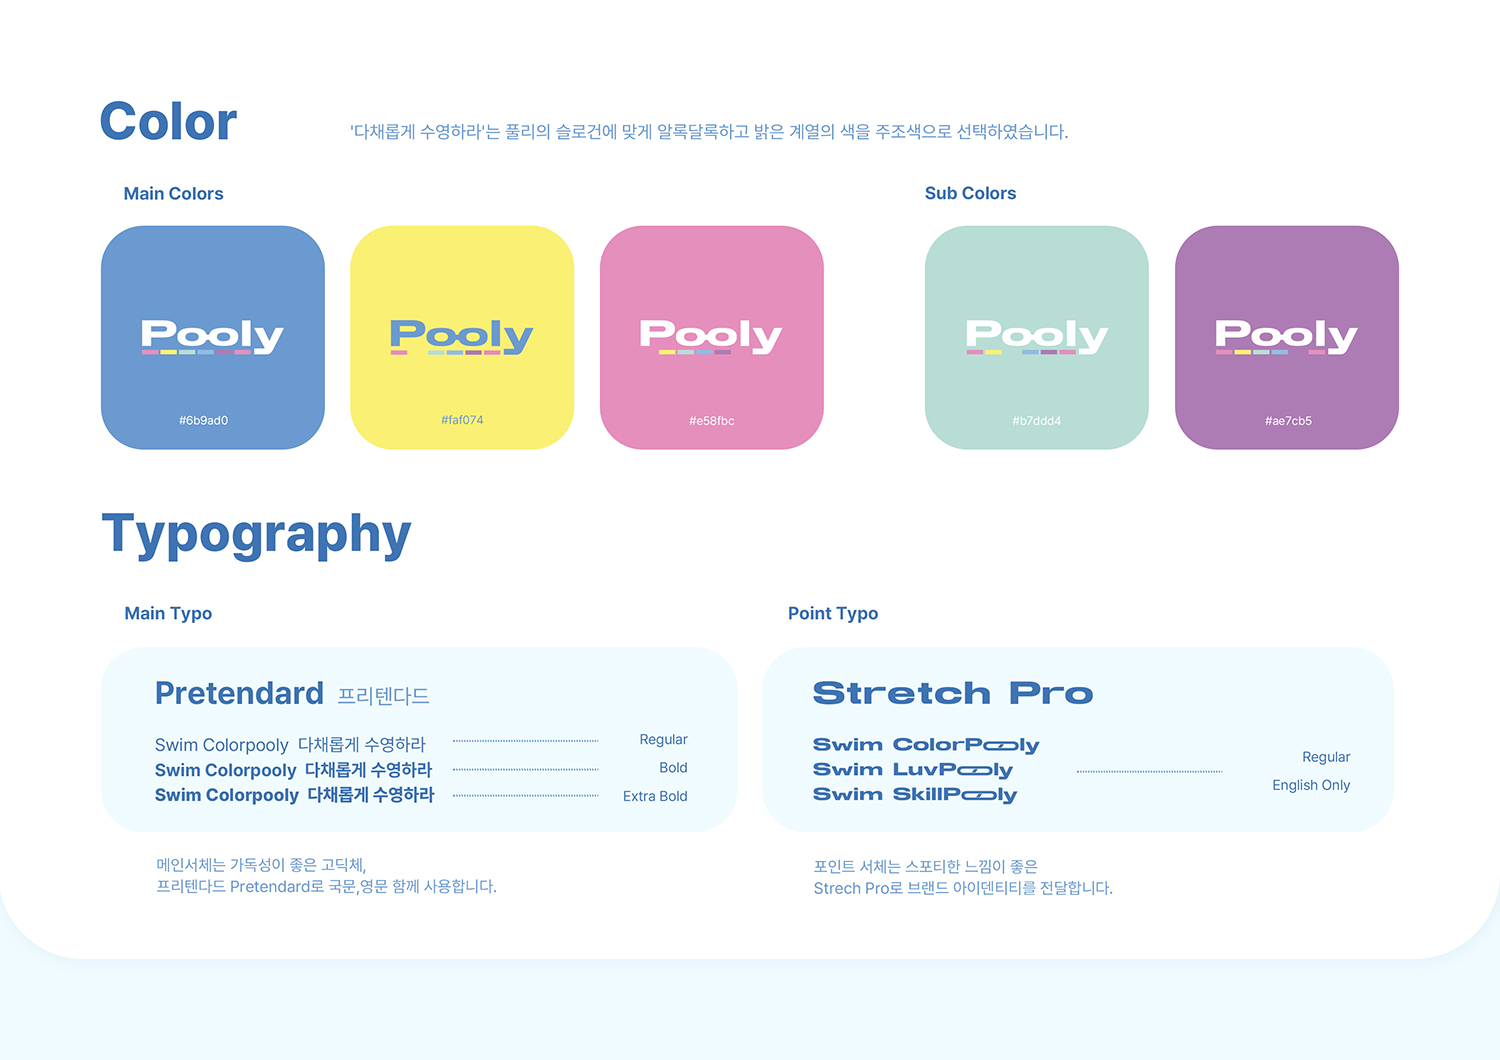 Color
'다채롭게 수영하라'는 풀리의 슬로건에 맞게 알록달록하고 밝은 계열의 색을 주조색으로 선택하였습니다.
Main Colors
Sub Colors
Pooly
Pooly
Pooly
Pooly
Pooly
#6b9ad0
#faf074
#e58fbc
#b7ddd4
#ae7cb5
Typography
Main Typo
Pretendard 프리텐다드
Swim Colorpooly 다채롭게 수영하라 Regular
Swim Colorpooly 다채롭게 수영하라 Bold
Swim Colorpooly 다채롭게 수영하라 Extra Bold
메인서체는 가독성이 좋은 고딕체,
프리텐다드 Pretendard로 국문,영문 함께 사용합니다.
Point Typo
Stretch Pro
Swim ColorPooly
Swim LuvPooly
Swim SkillPooly
Regular
English Only
포인트 서체는 스포티한 느낌이 좋은
Strech Pro로 브랜드 아이덴티티를 전달합니다.